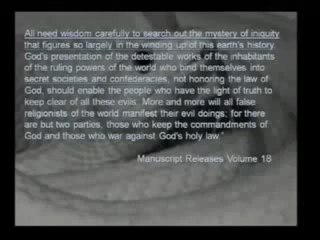 All need wisdom carefully to search out the mystery of iniquity
that figures so largely in the winding up of this earth's history.
God's presentation of the detestable works of the inhabitants
of the ruling powers of the world who bind themselves into
secret societies and confederacies, not honoring the law of
God, should enable the people who have the light of truth to
keep clear of all these evils. More and more will all false
religionists of the world manifest their evil doings; for there
are but two parties, those who keep the commandments of
God and those who war against God's holy law."
Manuscript Releases Volume 18